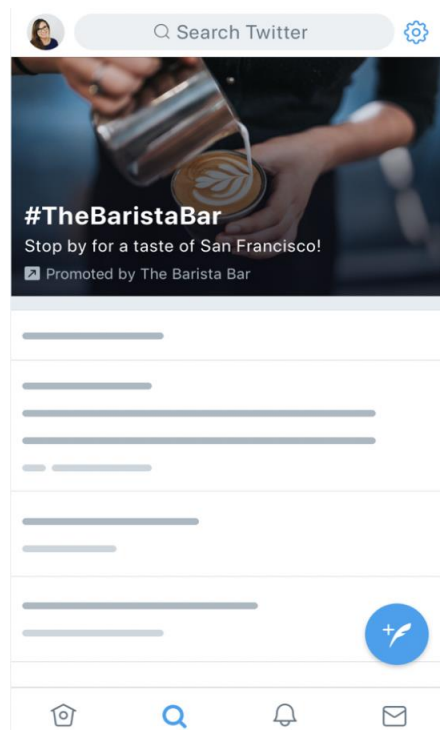 Search Twitter
#TheBaristaBar
Stop by for a taste of San Francisco!
Promoted by The Barista Bar